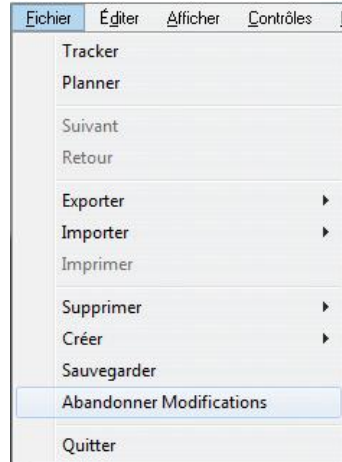 Fichier Éditer Afficher Contrôles
Tracker
Planner
Suivant
Retour
Exporter
Importer
Imprimer
Supprimer
Créer
Sauvegarder
Abandonner Modifications
Quitter